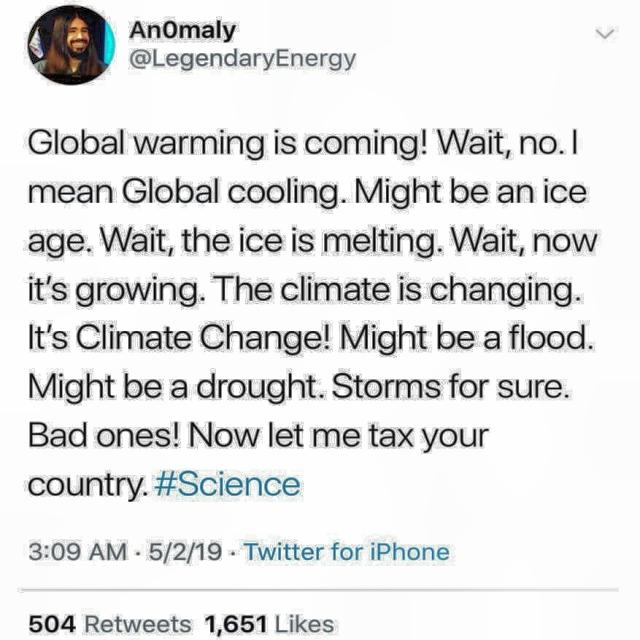 An0maly
@LegendaryEnergy
Global warming is coming! Wait, no. I
mean Global cooling. Might be an ice
age. Wait, the ice is melting. Wait, now
it's growing. The climate is changing.
It's Climate Change! Might be a flood.
Might be a drought. Storms for sure.
Bad ones! Now let me tax your
country. #Science
3:09 AM · 5/2/19 · Twitter for iPhone
504 Retweets 1,651 Likes